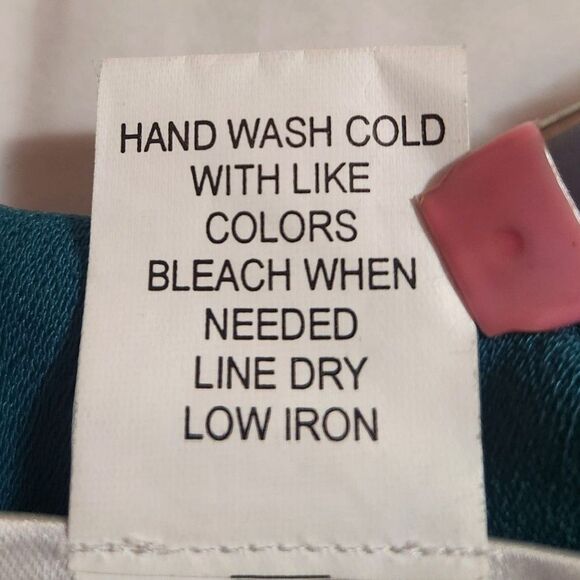 HAND WASH COLD
WITH LIKE
COLORS
BLEACH WHEN
NEEDED
LINE DRY
LOW IRON